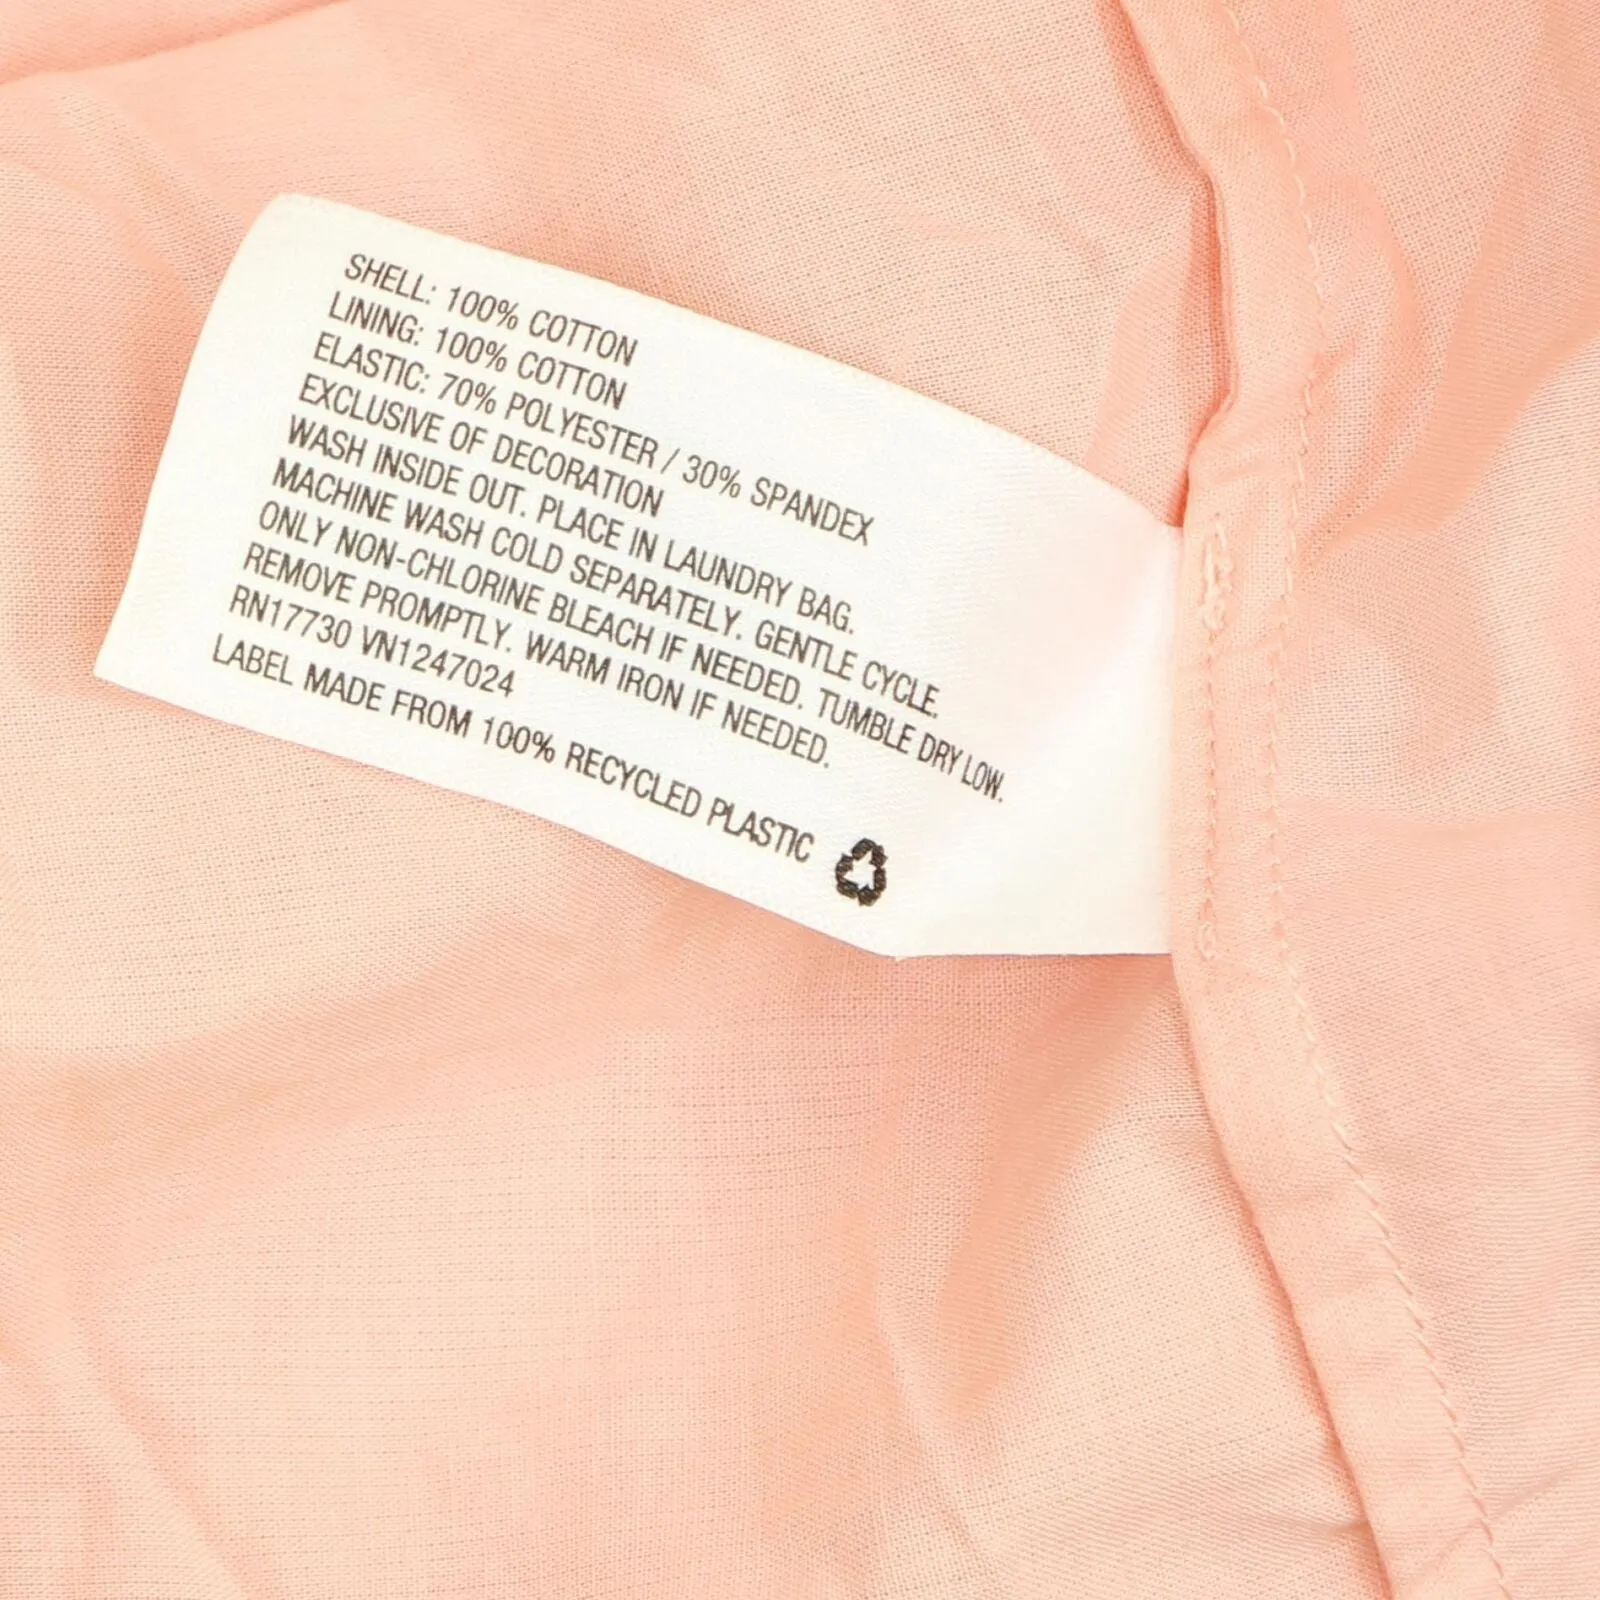 SHELL: 100% COTTON
LINING: 100% COTTON
ELASTIC: 70% POLYESTER / 30% SPANDEX
EXCLUSIVE OF DECORATION
WASH INSIDE OUT. PLACE IN LAUNDRY BAG.
MACHINE WASH COLD SEPARATELY. GENTLE CYCLE.
ONLY NON-CHLORINE BLEACH IF NEEDED. TUMBLE DRY LOW.
REMOVE PROMPTLY. WARM IRON IF NEEDED.
RN17730 VN1247024
LABEL MADE FROM 100% RECYCLED PLASTIC